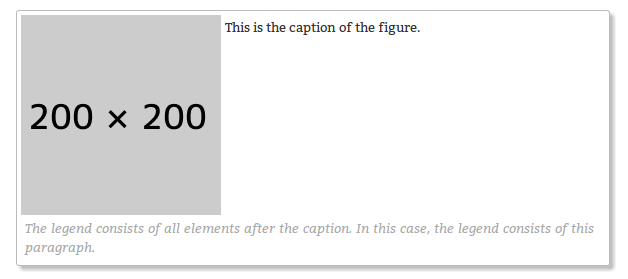 This is the caption of the figure.
200 × 200
The legend consists of all elements after the caption. In this case, the legend consists of this
paragraph.